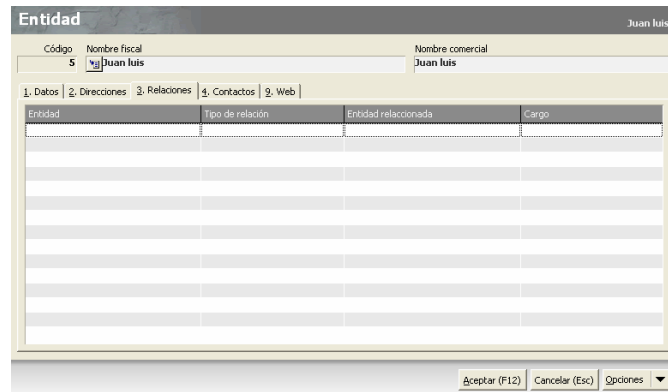 Entidad
Juan luis
Código Nombre fiscal Nombre comercial
5 Juan luis Juan luis
1. Datos 2. Direcciones 3. Relaciones 4. Contactos 9. Web
Entidad Tipo de relación Entidad relaccionada Cargo
Aceptar (F12) Cancelar (Esc) Opciones